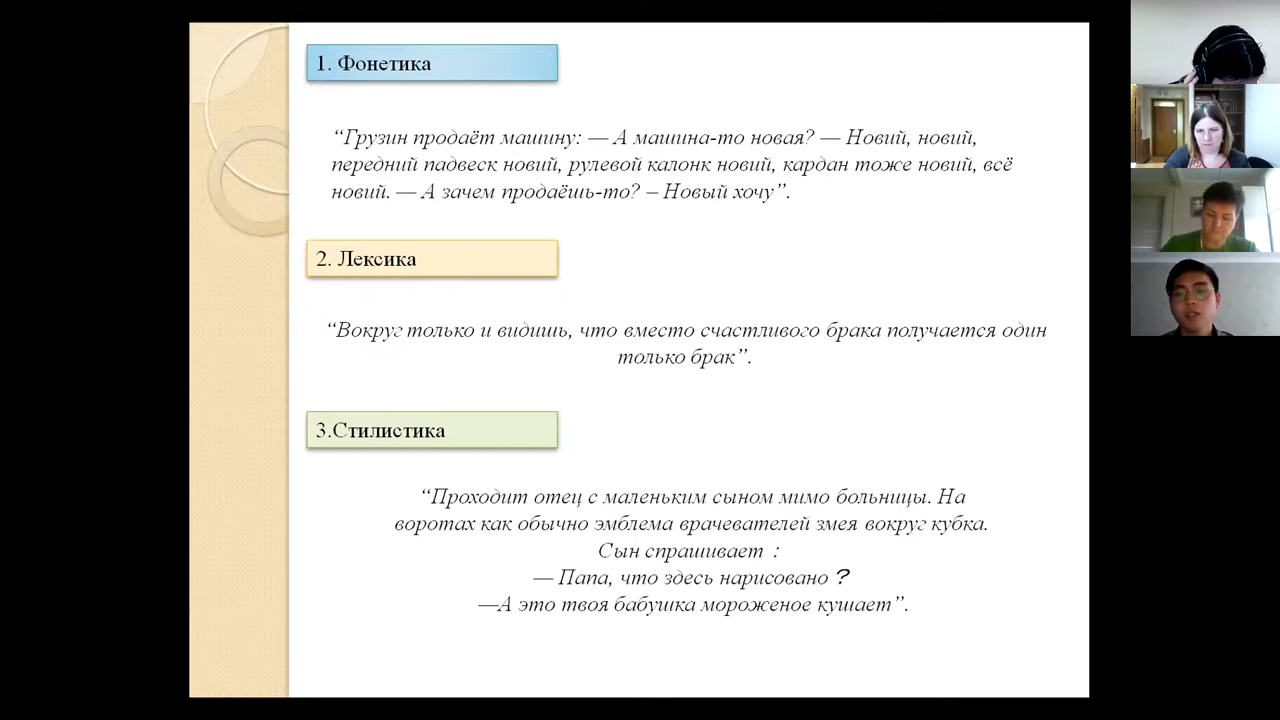 1. Фонетика
“Грузин продаёт машину: — А машина-то новая? — Новий, новий,
передний падвеск новий, рулевой калонк новий, кардан тоже новий, всё
новий. — А зачем продаёшь-то? – Новый хочу”.
2. Лексика
“Вокруг только и видишь, что вместо счастливого брака получается один
только брак”.
3.Стилистика
“Проходит отец с маленьким сыном мимо больницы. На
воротах как обычно эмблема врачевателей змея вокруг кубка.
Сын спрашивает :
— Папа, что здесь нарисовано ?
—А это твоя бабушка мороженое кушает”.